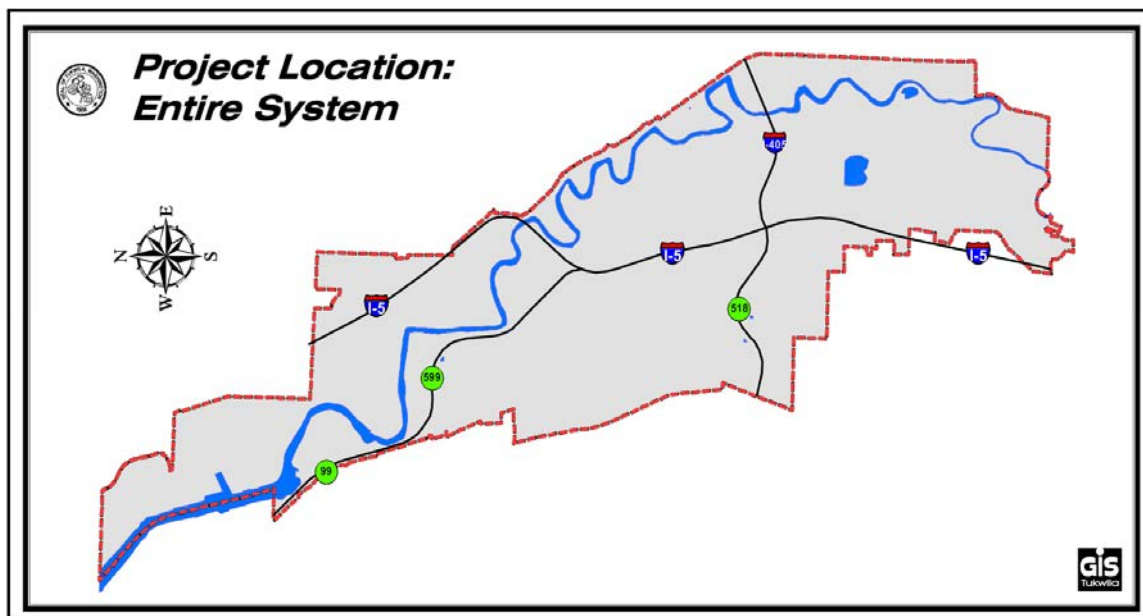 Project Location:
Entire System
I-405
E
N
S
W
I-5
I-5
I-5
518
599
99
GIS
Tukwila